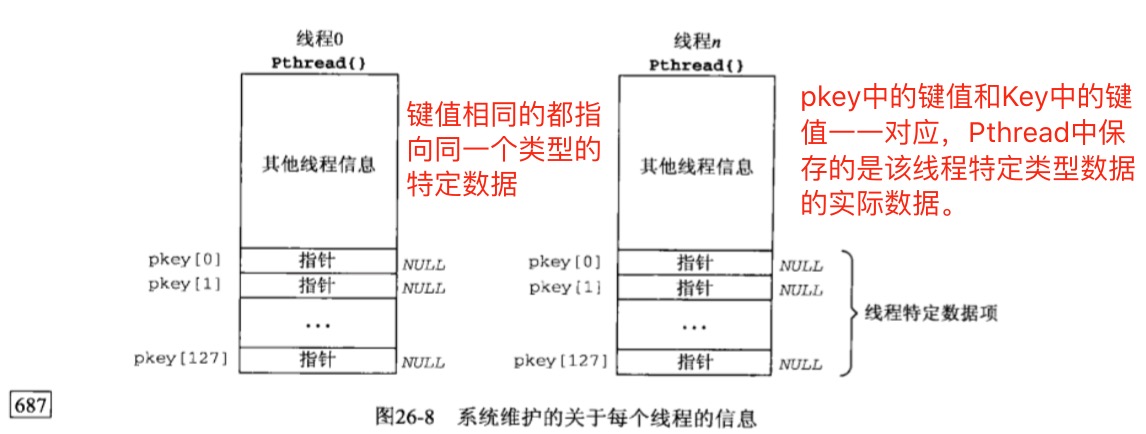 线程0
Pthread{}
线程n
Pthread{}
键值相同的都指
向同一个类型的
特定数据
pkey中的键值和Key中的键
值一一对应，Pthread中保
存的是该线程特定类型数据
的实际数据。
其他线程信息
其他线程信息
pkey[0] 指针 NULL
pkey[1] 指针 NULL
...
pkey[127] 指针 NULL
pkey[0] 指针 NULL
pkey[1] 指针 NULL
...
pkey[127] 指针 NULL
线程特定数据项
687
图26-8 系统维护的关于每个线程的信息